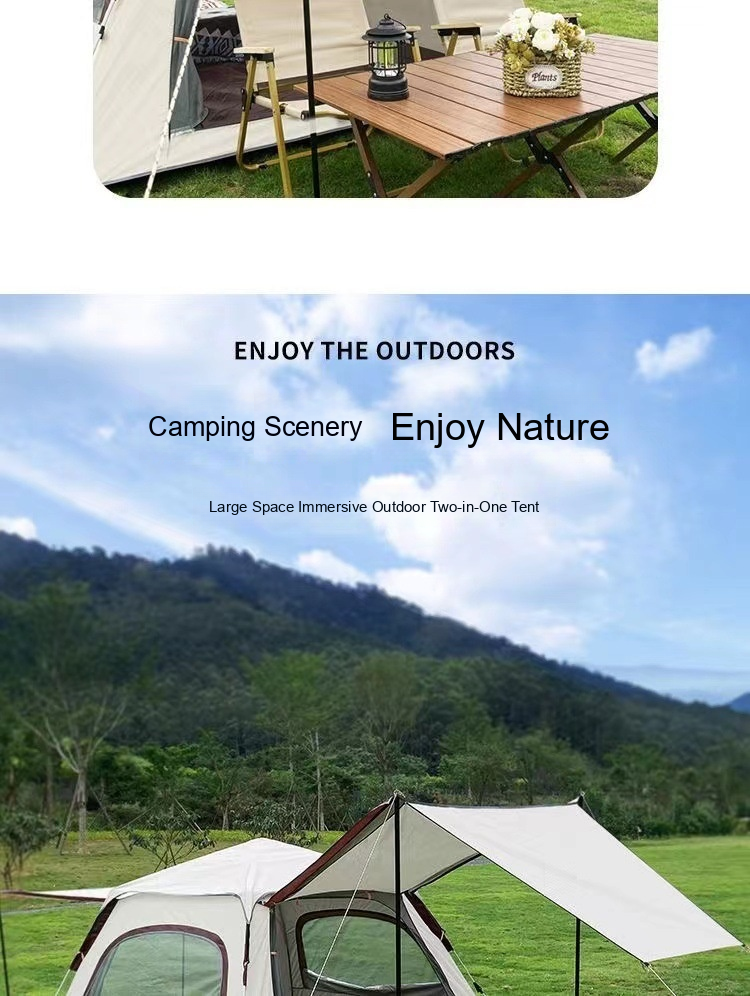 Plants
ENJOY THE OUTDOORS
Camping Scenery Enjoy Nature
Large Space Immersive Outdoor Two-in-One Tent